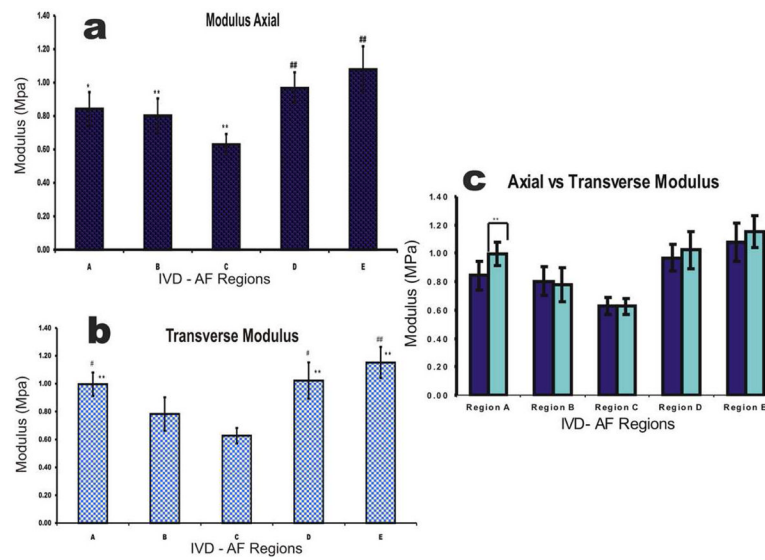 a
Modulus Axial
Modulus (Mpa)
1.40
1.20
1.00
0.80
0.60
0.40
0.20
0.00
*
**
**
##
##
A B C D E
IVD - AF Regions
b
Transverse Modulus
Modulus (Mpa)
1.40
1.20
1.00
0.80
0.60
0.40
0.20
0.00
#
**
#
**
##
**
A B C D E
IVD - AF Regions
c
Axial vs Transverse Modulus
Modulus (MPa)
1.40
1.20
1.00
0.80
0.60
0.40
0.20
0.00
**
Region A Region B Region C Region D Region E
IVD- AF Regions